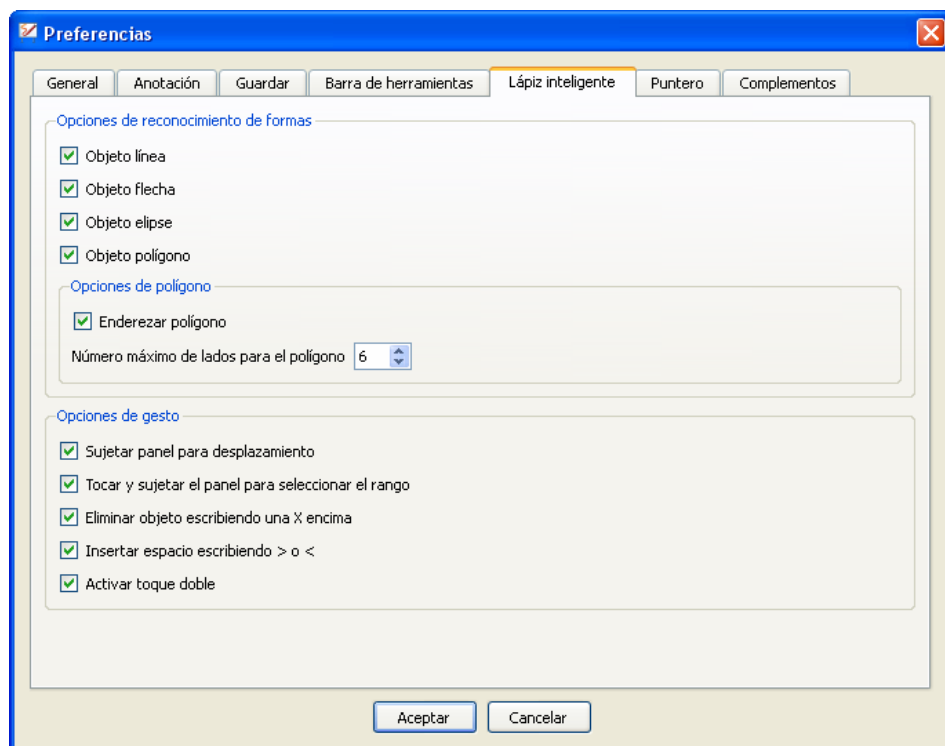 Preferencias
General Anotación Guardar Barra de herramientas Lápiz inteligente Puntero Complementos
Opciones de reconocimiento de formas
Objeto línea
Objeto flecha
Objeto elipse
Objeto polígono
Opciones de polígono
Enderezar polígono
Número máximo de lados para el polígono 6
Opciones de gesto
Sujetar panel para desplazamiento
Tocar y sujetar el panel para seleccionar el rango
Eliminar objeto escribiendo una X encima
Insertar espacio escribiendo > o <
Activar toque doble
Aceptar Cancelar